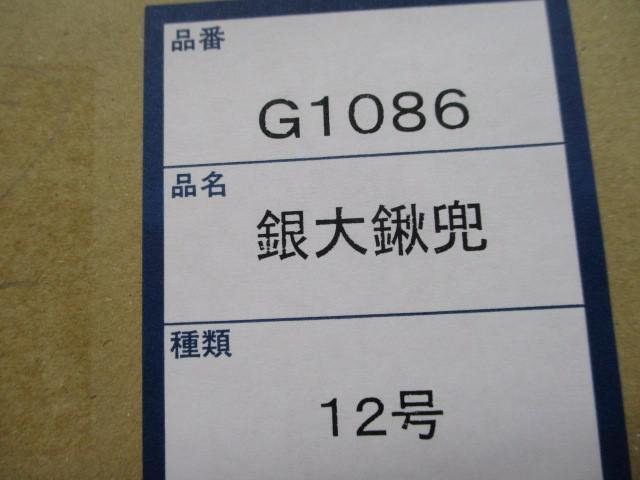 品番
G1086
品名
銀大鍬兜
種類
12号